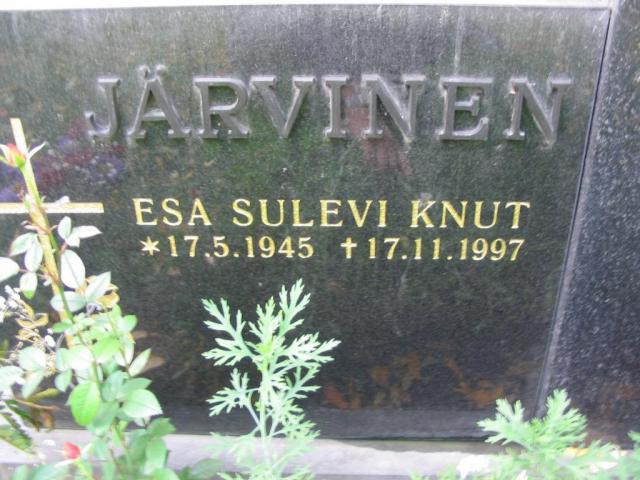 JÄRVINEN
ESA SULEVI KNUT
*17.5.1945 †17.11.1997